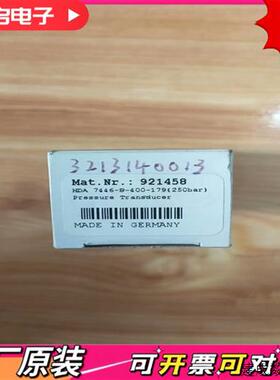 启电子
3213140013
Mat.Nr.: 921458
HDA 7446-B-400-179(250bar)
Pressure Transducer
MADE IN GERMANY
厂原装
可开票可对